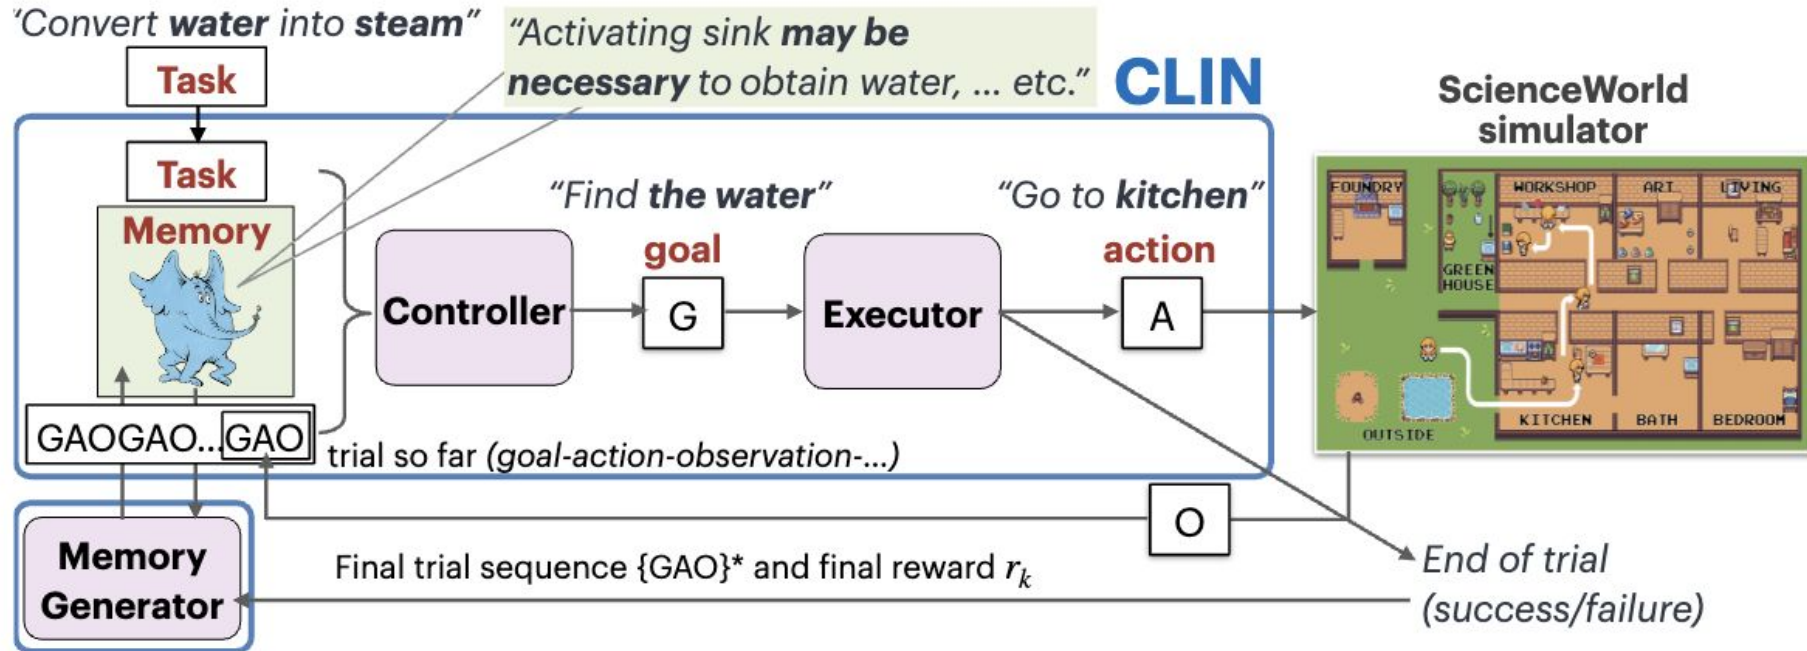 "Convert water into steam"
"Activating sink may be
necessary to obtain water, ... etc."
CLIN
Task
Task
Memory
ScienceWorld
simulator
"Find the water"
"Go to kitchen"
goal
action
Controller
G
Executor
A
GAOGAO...GAO
trial so far (goal-action-observation-...)
FOUNDRY
WORKSHOP
ART
LIVING
GREEN
HOUSE
A
KITCHEN
BATH
BEDROOM
OUTSIDE
O
Memory
Generator
Final trial sequence {GAO}* and final reward rₖ
End of trial
(success/failure)